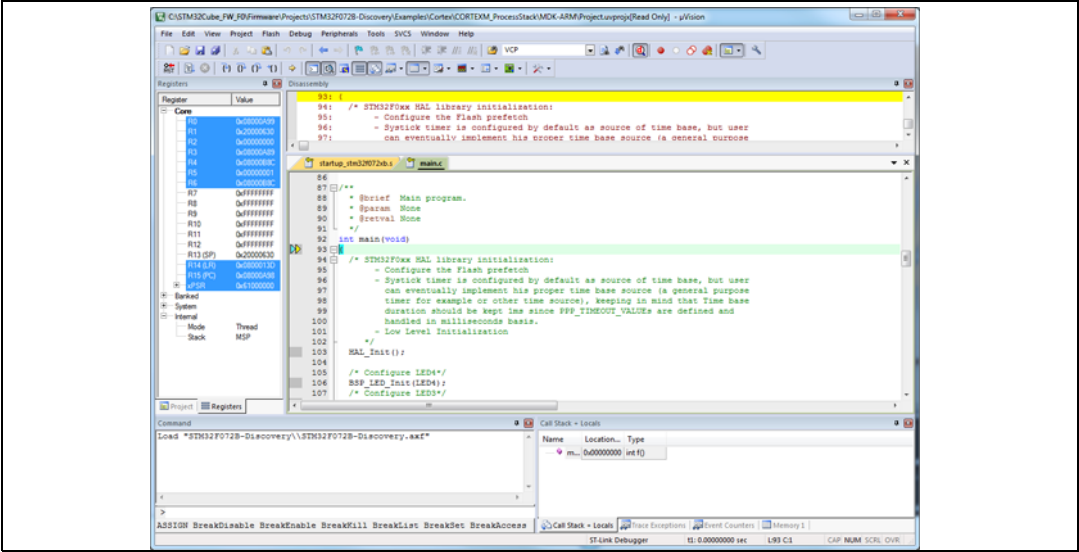 C:\STM32Cube_FW_F0\Firmware\Projects\STM32F072B-Discovery\Examples\Cortex\CORTEXM_ProcessStack\MDK-ARM\Project.uvprojx[Read Only] - µVision
File Edit View Project Flash Debug Peripherals Tools SVCS Window Help
VCP
Registers
Register Value
Core
R0 0x08000A99
R1 0x20000630
R2 0x00000000
R3 0x08000A89
R4 0x08000B8C
R5 0x00000001
R6 0x08000B8C
R7 0xFFFFFFFF
R8 0xFFFFFFFF
R9 0xFFFFFFFF
R10 0xFFFFFFFF
R11 0xFFFFFFFF
R12 0xFFFFFFFF
R13 (SP) 0x20000630
R14 (LR) 0x0800013D
R15 (PC) 0x08000A98
xPSR 0x61000000
Banked
System
Internal
Mode Thread
Stack MSP
Project Registers
Disassembly
93: {
94: /* STM32F0xx HAL library initialization:
95: - Configure the Flash prefetch
96: - Systick timer is configured by default as source of time base, but user
97: can eventually implement his proper time base source (a general purpose
startup_stm32f072xb.s main.c
86
87 /**
88 * @brief Main program.
89 * @param None
90 * @retval None
91 */
92 int main(void)
93 {
94 /* STM32F0xx HAL library initialization:
95 - Configure the Flash prefetch
96 - Systick timer is configured by default as source of time base, but user
97 can eventually implement his proper time base source (a general purpose
98 timer for example or other time source), keeping in mind that Time base
99 duration should be kept 1ms since PPP_TIMEOUT_VALUEs are defined and
100 handled in milliseconds basis.
101 - Low Level Initialization
102 */
103 HAL_Init();
104
105 /* Configure LED4*/
106 BSP_LED_Init(LED4);
107 /* Configure LED3*/
Command
Load "STM32F072B-Discovery\\STM32F072B-Discovery.axf"
>
ASSIGN BreakDisable BreakEnable BreakKill BreakList BreakSet BreakAccess
Call Stack + Locals
Name Location... Type
m... 0x00000000 int f()
Call Stack + Locals Trace Exceptions Event Counters Memory 1
ST-Link Debugger t1: 0.00000000 sec L:93 C:1 CAP NUM SCRL OVR